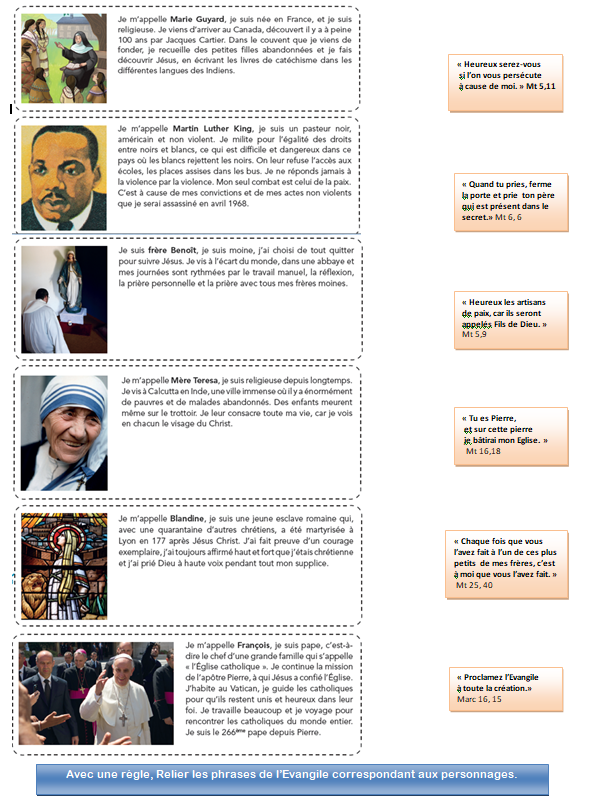 Je m'appelle Marie Guyard, je suis née en France, et je suis
religieuse. Je viens d'arriver au Canada, découvert il y a à peine
100 ans par Jacques Cartier. Dans le couvent que je viens de
fonder, je recueille des petites filles abandonnées et je fais
découvrir Jésus, en écrivant les livres de catéchisme dans les
différentes langues des Indiens.
« Heureux serez-vous
si l'on vous persécute
à cause de moi. » Mt 5,11
Je m'appelle Martin Luther King, je suis un pasteur noir,
américain et non violent. Je milite pour l'égalité des droits
entre noirs et blancs, ce qui est difficile et dangereux dans ce
pays où les blancs rejettent les noirs. On leur refuse l'accès aux
écoles, les places assises dans les bus. Je ne réponds jamais à
la violence par la violence. Mon seul combat est celui de la paix.
C'est à cause de mes convictions et de mes actes non violents
que je serai assassiné en avril 1968.
« Quand tu pries, ferme
la porte et prie ton père
qui est présent dans le
secret.» Mt 6, 6
Je suis frère Benoît, je suis moine, j'ai choisi de tout quitter
pour suivre Jésus. Je vis à l'écart du monde, dans une abbaye et
mes journées sont rythmées par le travail manuel, la réflexion,
la prière personnelle et la prière avec tous mes frères moines.
« Heureux les artisans
de paix, car ils seront
appelés Fils de Dieu. »
Mt 5,9
Je m'appelle Mère Teresa, je suis religieuse depuis longtemps.
Je vis à Calcutta en Inde, une ville immense où il y a énormément
de pauvres et de malades abandonnés. Des enfants meurent
même sur le trottoir. Je leur consacre toute ma vie, car je vois
en chacun le visage du Christ.
« Tu es Pierre,
et sur cette pierre
je bâtirai mon Eglise. »
Mt 16,18
Je m'appelle Blandine, je suis une jeune esclave romaine qui,
avec une quarantaine d'autres chrétiens, a été martyrisée à
Lyon en 177 après Jésus Christ. J'ai fait preuve d'un courage
exemplaire, j'ai toujours affirmé haut et fort que j'étais chrétienne
et j'ai prié Dieu à haute voix pendant tout mon supplice.
« Chaque fois que vous
l'avez fait à l'un de ces plus
petits de mes frères, c'est
à moi que vous l'avez fait. »
Mt 25, 40
Je m'appelle François, je suis pape, c'est-à-
dire le chef d'une grande famille qui s'appelle
« l'Église catholique ». Je continue la mission
de l'apôtre Pierre, à qui Jésus a confié l'Église.
J'habite au Vatican, je guide les catholiques
pour qu'ils restent unis et heureux dans leur
foi. Je travaille beaucoup et je voyage pour
rencontrer les catholiques du monde entier.
Je suis le 266ème pape depuis Pierre.
« Proclamez l'Evangile
à toute la création.»
Marc 16, 15
Avec une règle, Relier les phrases de l'Evangile correspondant aux personnages.